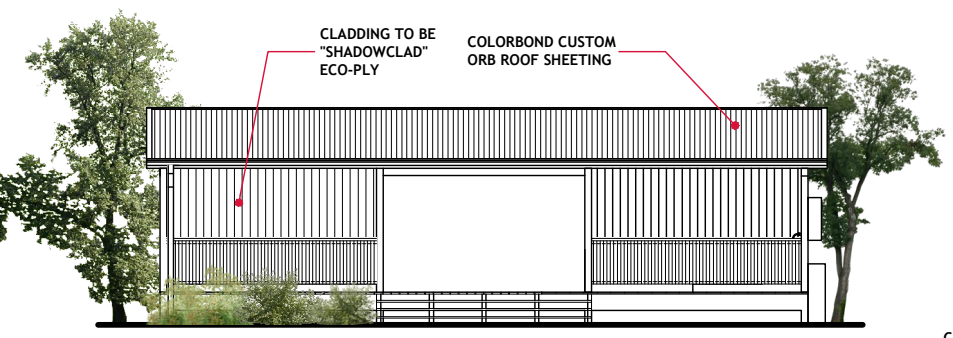 CLADDING TO BE
"SHADOWCLAD"
ECO-PLY
COLORBOND CUSTOM
ORB ROOF SHEETING